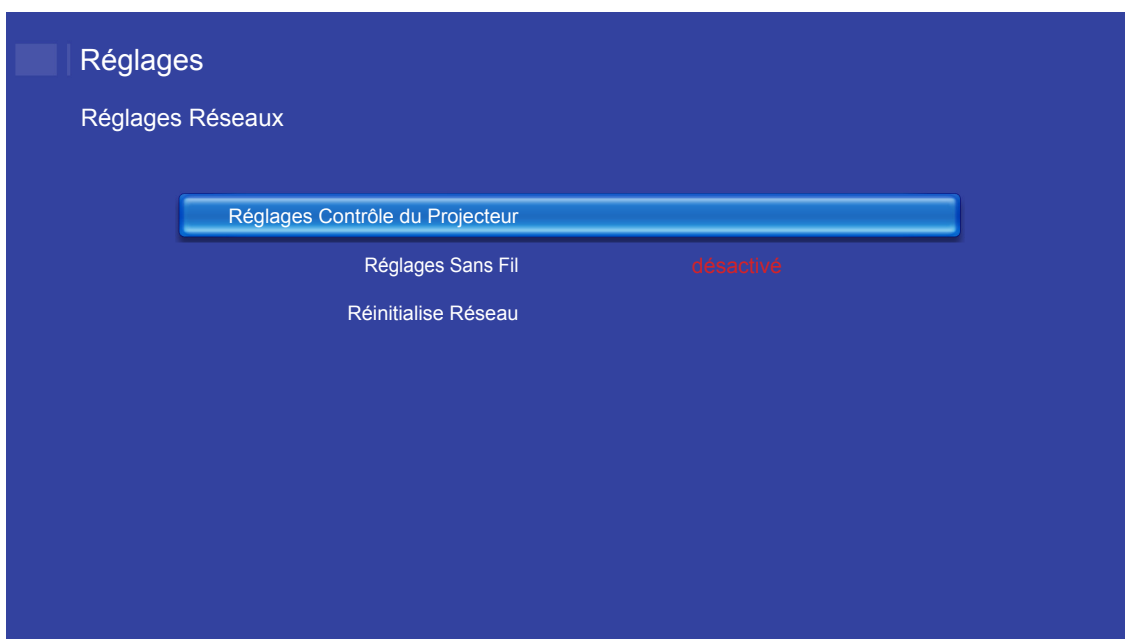 Réglages
Réglages Réseaux
Réglages Contrôle du Projecteur
Réglages Sans Fil désactivé
Réinitialise Réseau